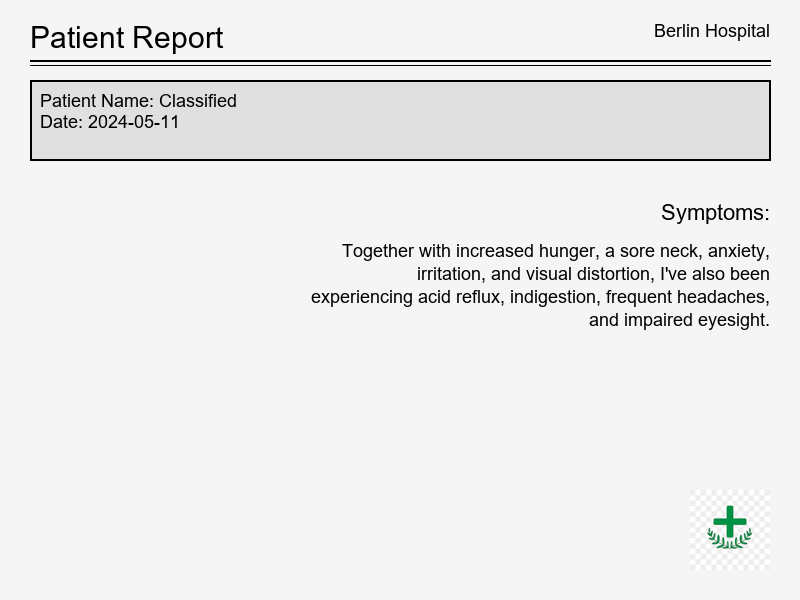 Patient Report
Berlin Hospital
Patient Name: Classified
Date: 2024-05-11
Symptoms:
Together with increased hunger, a sore neck, anxiety,
irritation, and visual distortion, I've also been
experiencing acid reflux, indigestion, frequent headaches,
and impaired eyesight.